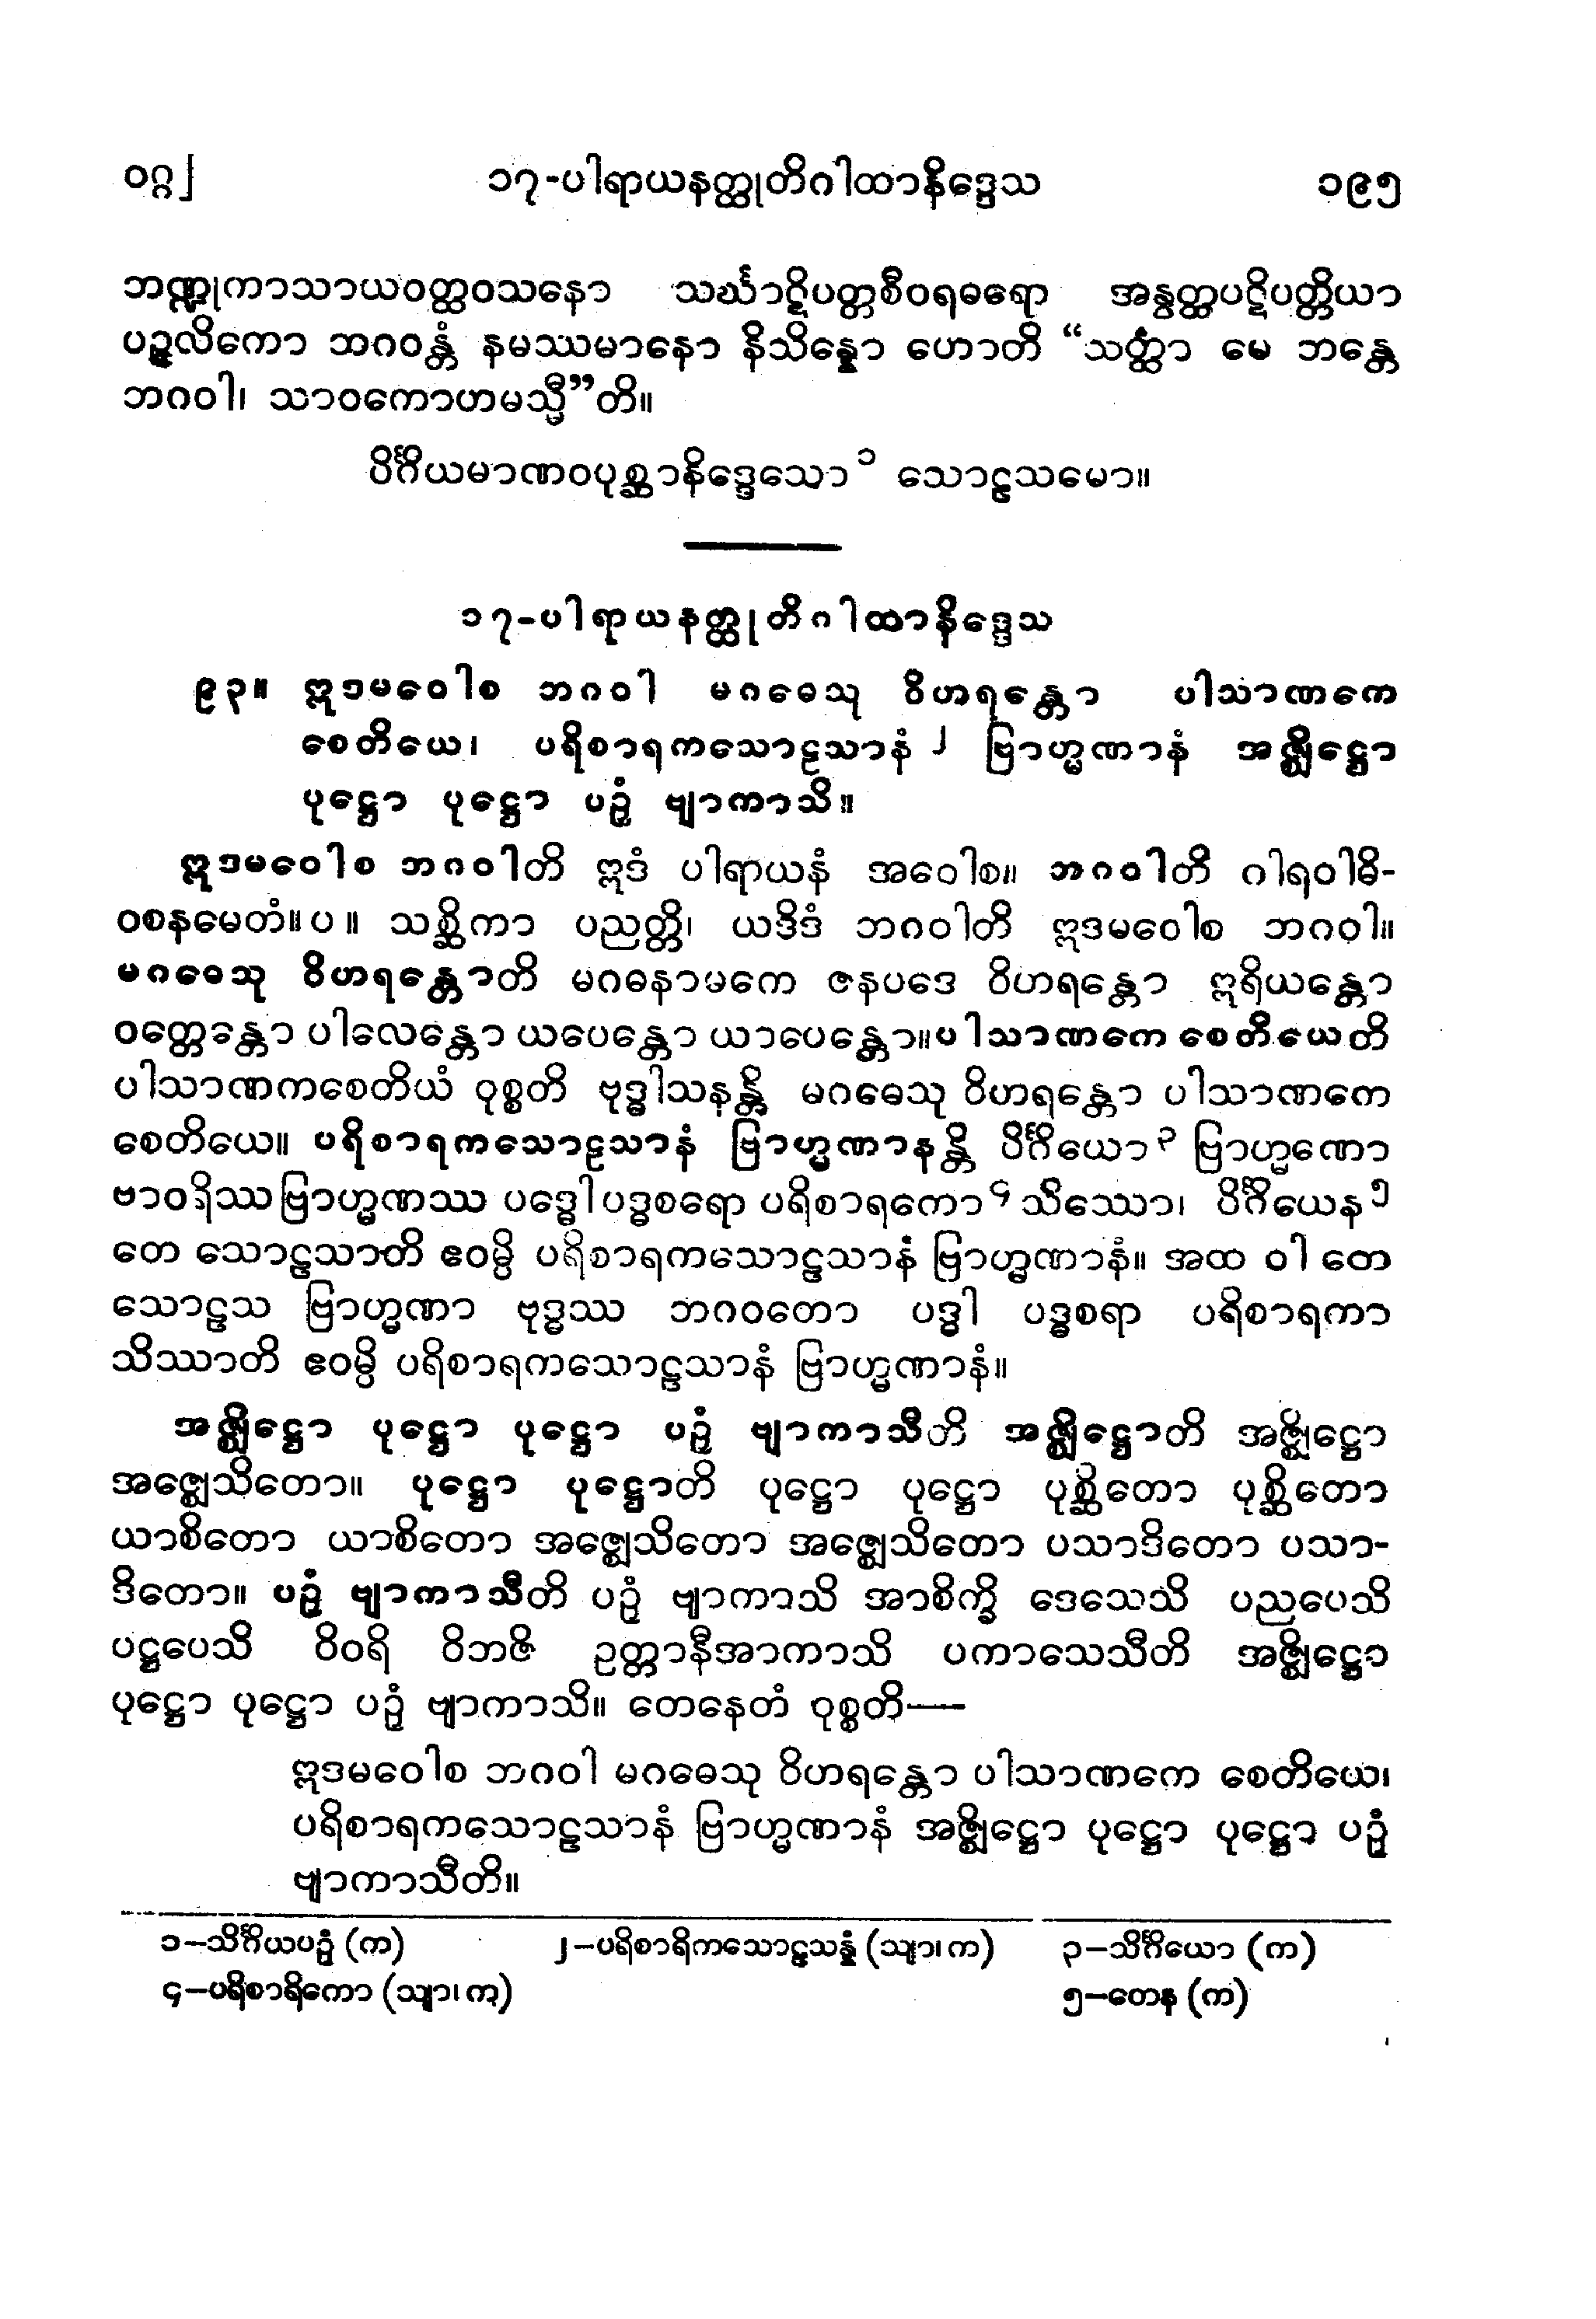 ဝဂ္ဂ]
၁၇-ပါရာယနတ္ထုတိဂါထာနိဒ္ဒေသ
၁၉၅
ဘဏ္ဍုကာသာယဝတ္ထဝသနော သင်္ဃာဋိပတ္တစီဝရဓရော အနွတ္ထပဋိပတ္တိယာ
ပဉ္ဇလိကော ဘဂဝန္တံ နမဿမာနော နိသိန္နော ဟောတိ “သတ္ထာ မေ ဘန္တေ
ဘဂဝါ၊ သာဝကောဟမသ္မီ”တိ။
ပိင်္ဂိယမာဏဝပုစ္ဆာနိဒ္ဒေသော ၁ သောဠသမော။
၁၇-ပါရာယနတ္ထုတိဂါထာနိဒ္ဒေသ
၉၃။ ဣဒမဝေါစ ဘဂဝါ မဂဓေသု ဝိဟရန္တော ပါသာဏကေ
စေတိယေ၊ ပရိစာရကသောဠသာနံ ၂ ဗြာဟ္မဏာနံ အဇ္ဈိဋ္ဌော
ပုဋ္ဌော ပုဋ္ဌော ပဉှံ ဗျာကာသိ။
ဣဒမဝေါစ ဘဂဝါတိ ဣဒံ ပါရာယနံ အဝေါစ။ ဘဂဝါတိ ဂါရဝါဓိ-
ဝစနမေတံ။ပ။ သစ္ဆိကာ ပညတ္တိ၊ ယဒိဒံ ဘဂဝါတိ ဣဒမဝေါစ ဘဂဝါ။
မဂဓေသု ဝိဟရန္တောတိ မဂဓနာမကေ ဇနပဒေ ဝိဟရန္တော ဣရိယန္တော
ဝတ္တေန္တော ပါလေန္တော ယပေန္တော ယာပေန္တော။ပါသာဏကေ စေတိယေတိ
ပါသာဏကစေတိယံ ဝုစ္စတိ ဗုဒ္ဓါသနန္တိ မဂဓေသု ဝိဟရန္တော ပါသာဏကေ
စေတိယေ။ ပရိစာရကသောဠသာနံ ဗြာဟ္မဏာနန္တိ ပိင်္ဂိယော ၃ ဗြာဟ္မဏော
ဗာဝရိဿ ဗြာဟ္မဏဿ ပဒ္ဓေါ ပဒ္ဓစရော ပရိစာရကော ၄ သိဿော၊ ပိင်္ဂိယေန ၅
တေ သောဠသာတိ ဧဝမ္ပိ ပရိစာရကသောဠသာနံ ဗြာဟ္မဏာနံ။ အထ ဝါ တေ
သောဠသ ဗြာဟ္မဏာ ဗုဒ္ဓဿ ဘဂဝတော ပဒ္ဓါ ပဒ္ဓစရာ ပရိစာရကာ
သိဿာတိ ဧဝမ္ပိ ပရိစာရကသောဠသာနံ ဗြာဟ္မဏာနံ။
အဇ္ဈိဋ္ဌော ပုဋ္ဌော ပုဋ္ဌော ပဉှံ ဗျာကာသီတိ အဇ္ဈိဋ္ဌောတိ အဇ္ဈိဋ္ဌော
အဇ္ဈေသိတော။ ပုဋ္ဌော ပုဋ္ဌောတိ ပုဋ္ဌော ပုဋ္ဌော ပုစ္ဆိတော ပုစ္ဆိတော
ယာစိတော ယာစိတော အဇ္ဈေသိတော အဇ္ဈေသိတော ပသာဒိတော ပသာ-
ဒိတော။ ပဉှံ ဗျာကာသီတိ ပဉှံ ဗျာကာသိ အာစိက္ခိ ဒေသေသိ ပညပေသိ
ပဋ္ဌပေသိ ဝိဝရိ ဝိဘဇိ ဥတ္တာနီအာကာသိ ပကာသေသီတိ အဇ္ဈိဋ္ဌော
ပုဋ္ဌော ပုဋ္ဌော ပဉှံ ဗျာကာသိ။ တေနေတံ ဝုစ္စတိ—
ဣဒမဝေါစ ဘဂဝါ မဂဓေသု ဝိဟရန္တော ပါသာဏကေ စေတိယေ၊
ပရိစာရကသောဠသာနံ ဗြာဟ္မဏာနံ အဇ္ဈိဋ္ဌော ပုဋ္ဌော ပုဋ္ဌော ပဉှံ
ဗျာကာသီတိ။
၁–သိင်္ဂိယပဉှံ (က) ၂–ပရိစာရိကသောဠသန္နံ (သျာ၊ က) ၃–သိင်္ဂိယော (က)
၄–ပရိစာရိကော (သျာ၊ က) ၅–တေန (က)